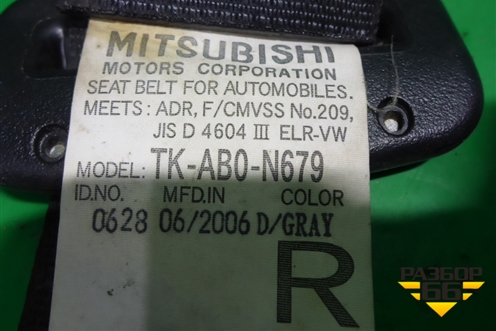 MITSUBISHI
MOTORS CORPORATION
SEAT BELT FOR AUTOMOBILES.
MEETS: ADR, F/CMVSS No.209,
JIS D 4604 III ELR-VW
MODEL: TK-AB0-N679
ID.NO. MFD.IN COLOR
0628 06/2006 D/GRAY
R
РАЗБОР
66